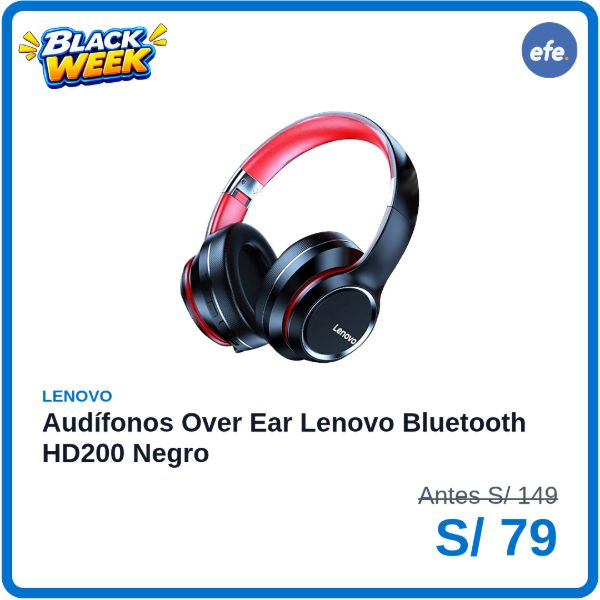 BLACK
WEEK
efe.
Lenovo
LENOVO
Audífonos Over Ear Lenovo Bluetooth
HD200 Negro
Antes S/ 149
S/ 79